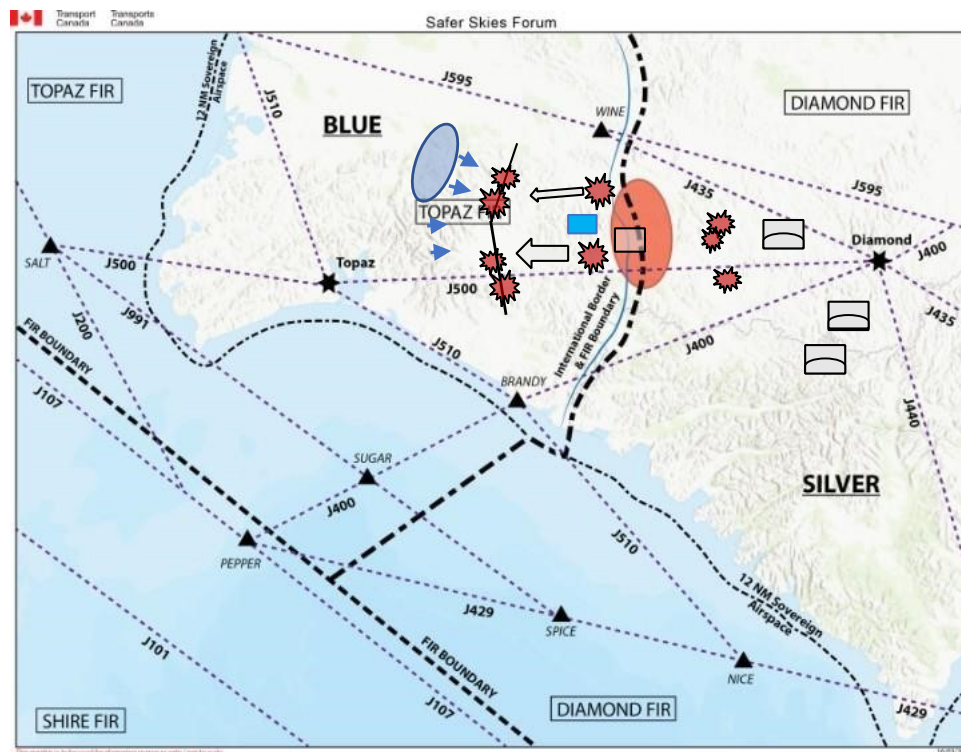 Transport Canada
Transports Canada
Safer Skies Forum
TOPAZ FIR
12 NM Sovereign
Airspace
J510
BLUE
J595
WINE
DIAMOND FIR
J435
J595
TOPAZ FI
SALT
J500
Topaz
J500
Diamond
J400
J435
J200
J991
J510
International Border
& FIR Boundary
J400
FIR BOUNDARY
J107
BRANDY
J440
SUGAR
J400
SILVER
PEPPER
J510
12 NM Sovereign
Airspace
J429
SPICE
J101
FIR BOUNDARY
NICE
J107
SHIRE FIR
DIAMOND FIR
J429